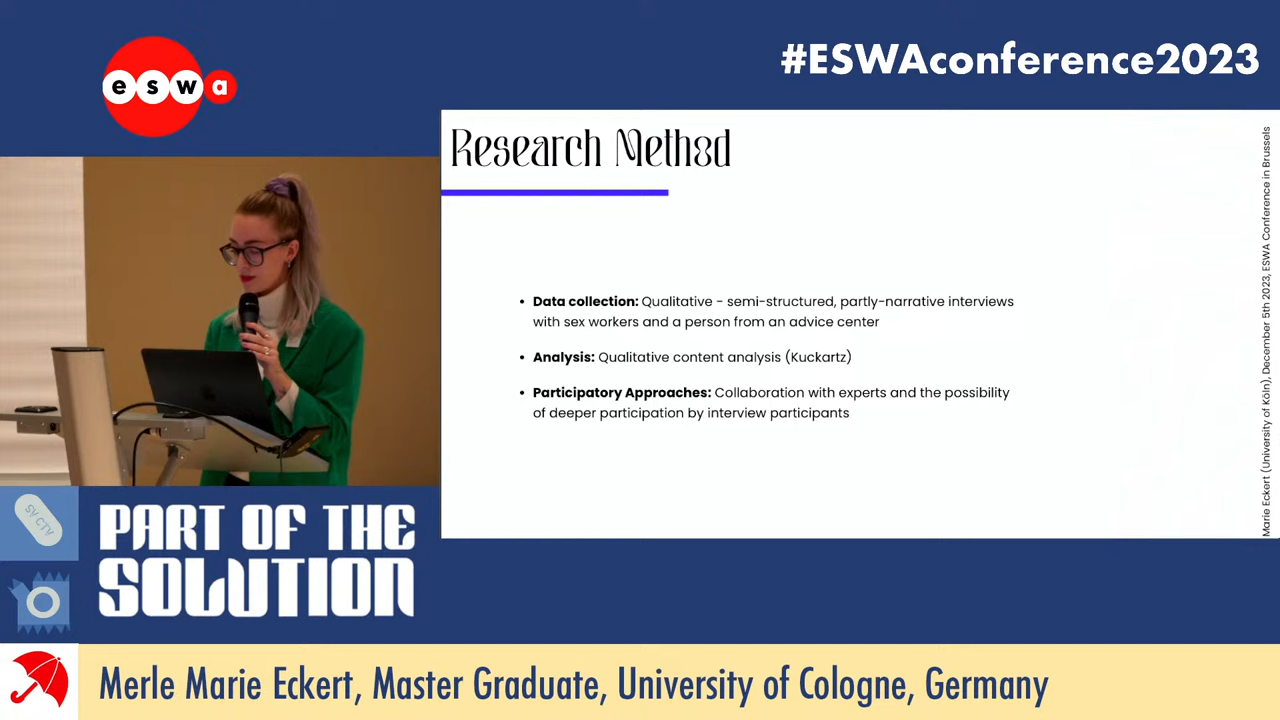 eswa
#ESWAconference2023
Research Method
• Data collection: Qualitative - semi-structured, partly-narrative interviews
with sex workers and a person from an advice center
• Analysis: Qualitative content analysis (Kuckartz)
• Participatory Approaches: Collaboration with experts and the possibility
of deeper participation by interview participants
Marie Eckert (University of Köln), December 5th 2023, ESWA Conference in Brussels
PART OF THE
SOLUTION
Merle Marie Eckert, Master Graduate, University of Cologne, Germany